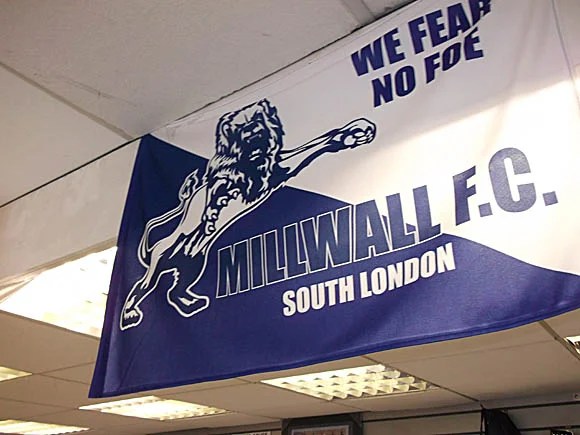 WE FEAR
NO FOE
MILLWALL F.C.
SOUTH LONDON